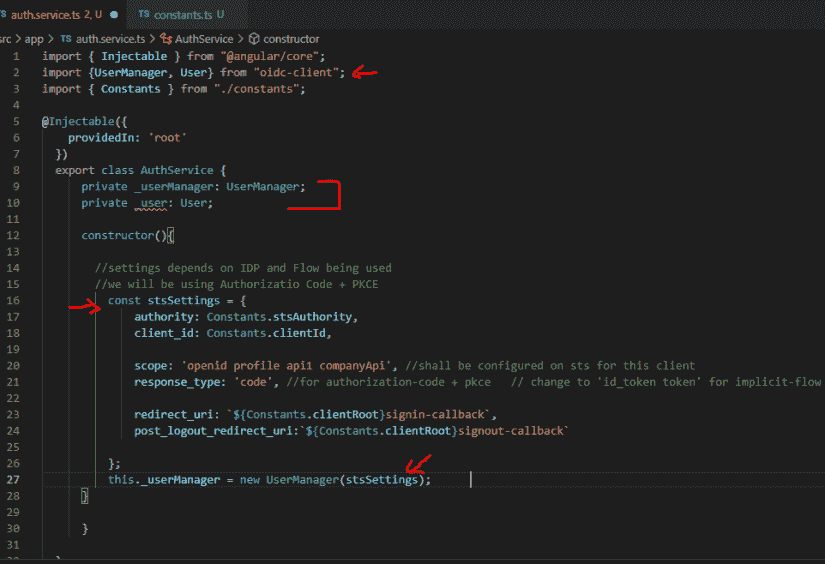 TS auth.service.ts 2, U ● TS constants.ts U
src > app > TS auth.service.ts > AuthService > constructor
1 import { Injectable } from "@angular/core";
2 import {UserManager, User} from "oidc-client";
3 import { Constants } from "./constants";
4
5 @Injectable({
6 providedIn: 'root'
7 })
8 export class AuthService {
9 private _userManager: UserManager;
10 private _user: User;
11
12 constructor(){
13
14 //settings depends on IDP and Flow being used
15 //we will be using Authorizatio Code + PKCE
16 const stsSettings = {
17 authority: Constants.stsAuthority,
18 client_id: Constants.clientId,
19
20 scope: 'openid profile api1 companyApi', //shall be configured on sts for this client
21 response_type: 'code', //for authorization-code + pkce // change to 'id_token token' for implicit-flow
22
23 redirect_uri: `${Constants.clientRoot}signin-callback`,
24 post_logout_redirect_uri:`${Constants.clientRoot}signout-callback`
25
26 };
27 this._userManager = new UserManager(stsSettings);
28 }
29
30 }
31